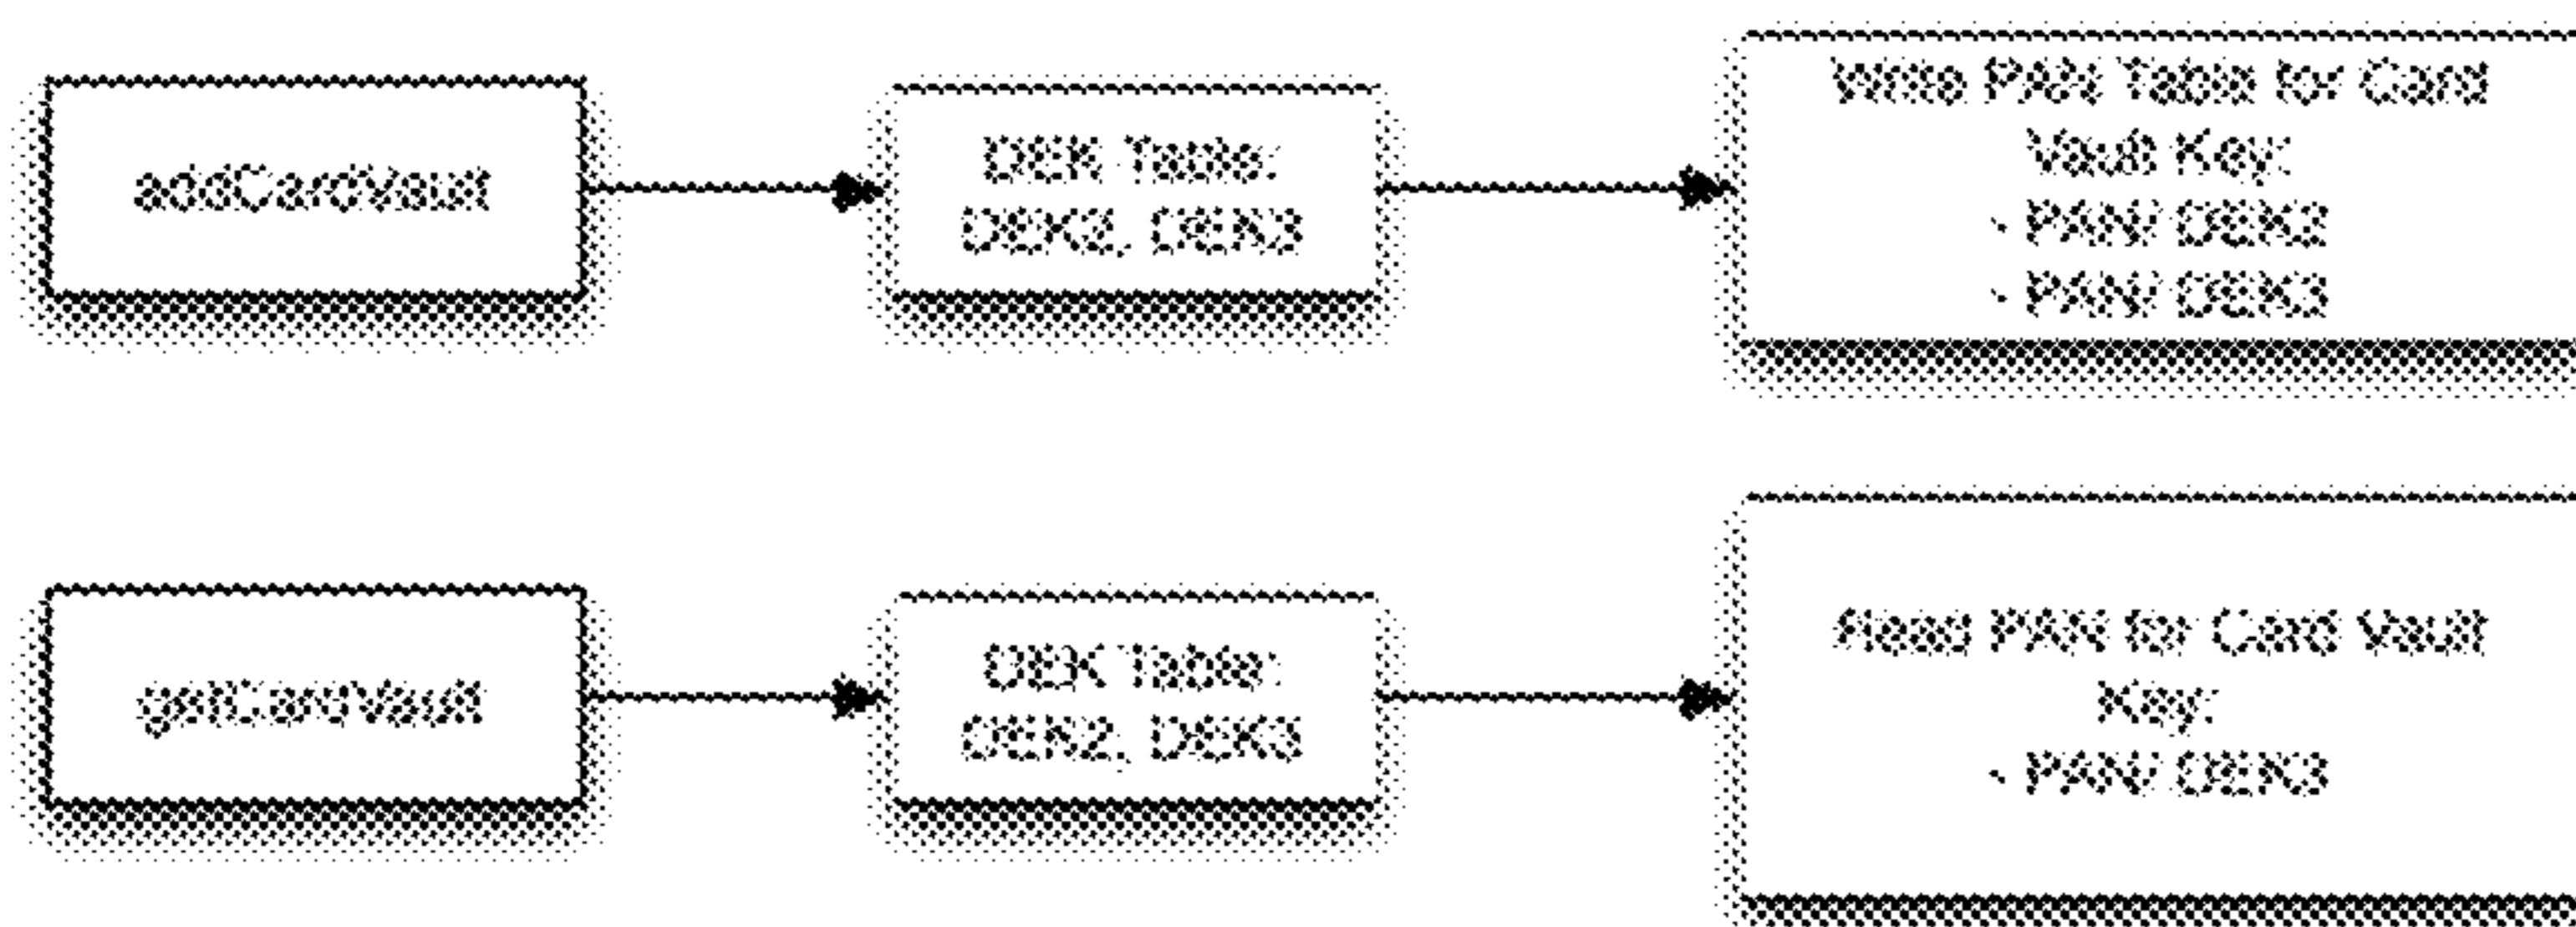 addCardVault
DEK Table:
DEK2, DEK3
Write PAN Table for Card
Vault Key:
- PAN/ DEK2
- PAN/ DEK3
getCardVault
DEK Table:
DEK2, DEK3
Read PAN for Card Vault
Key:
- PAN/ DEK3